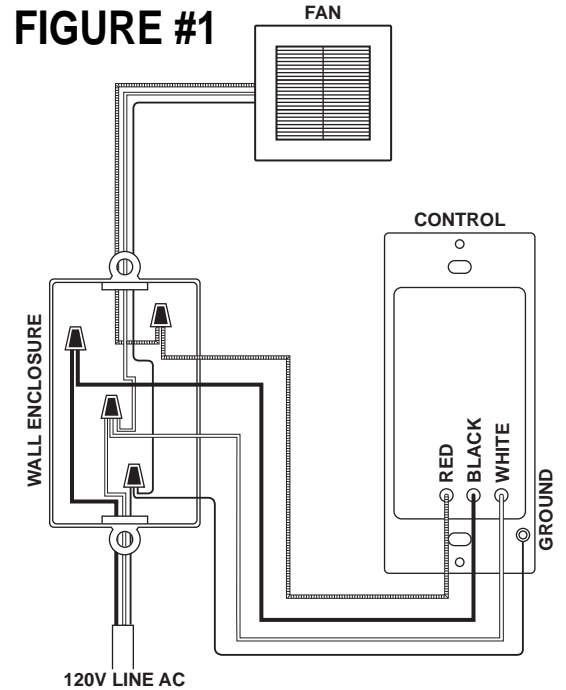 FIGURE #1
FAN
CONTROL
WALL ENCLOSURE
RED
BLACK
WHITE
GROUND
120V LINE AC